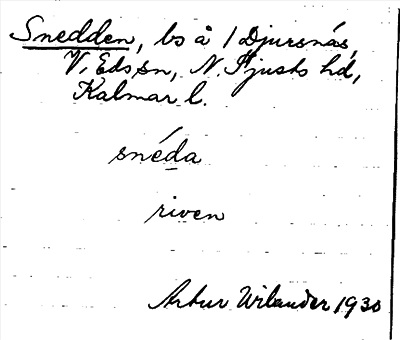 Snedden, bs å 1 Djursnäs,
V. Eds sn, N. Tjusts hd,
Kalmar l.
snéda
riven
Artur Wilander 1930